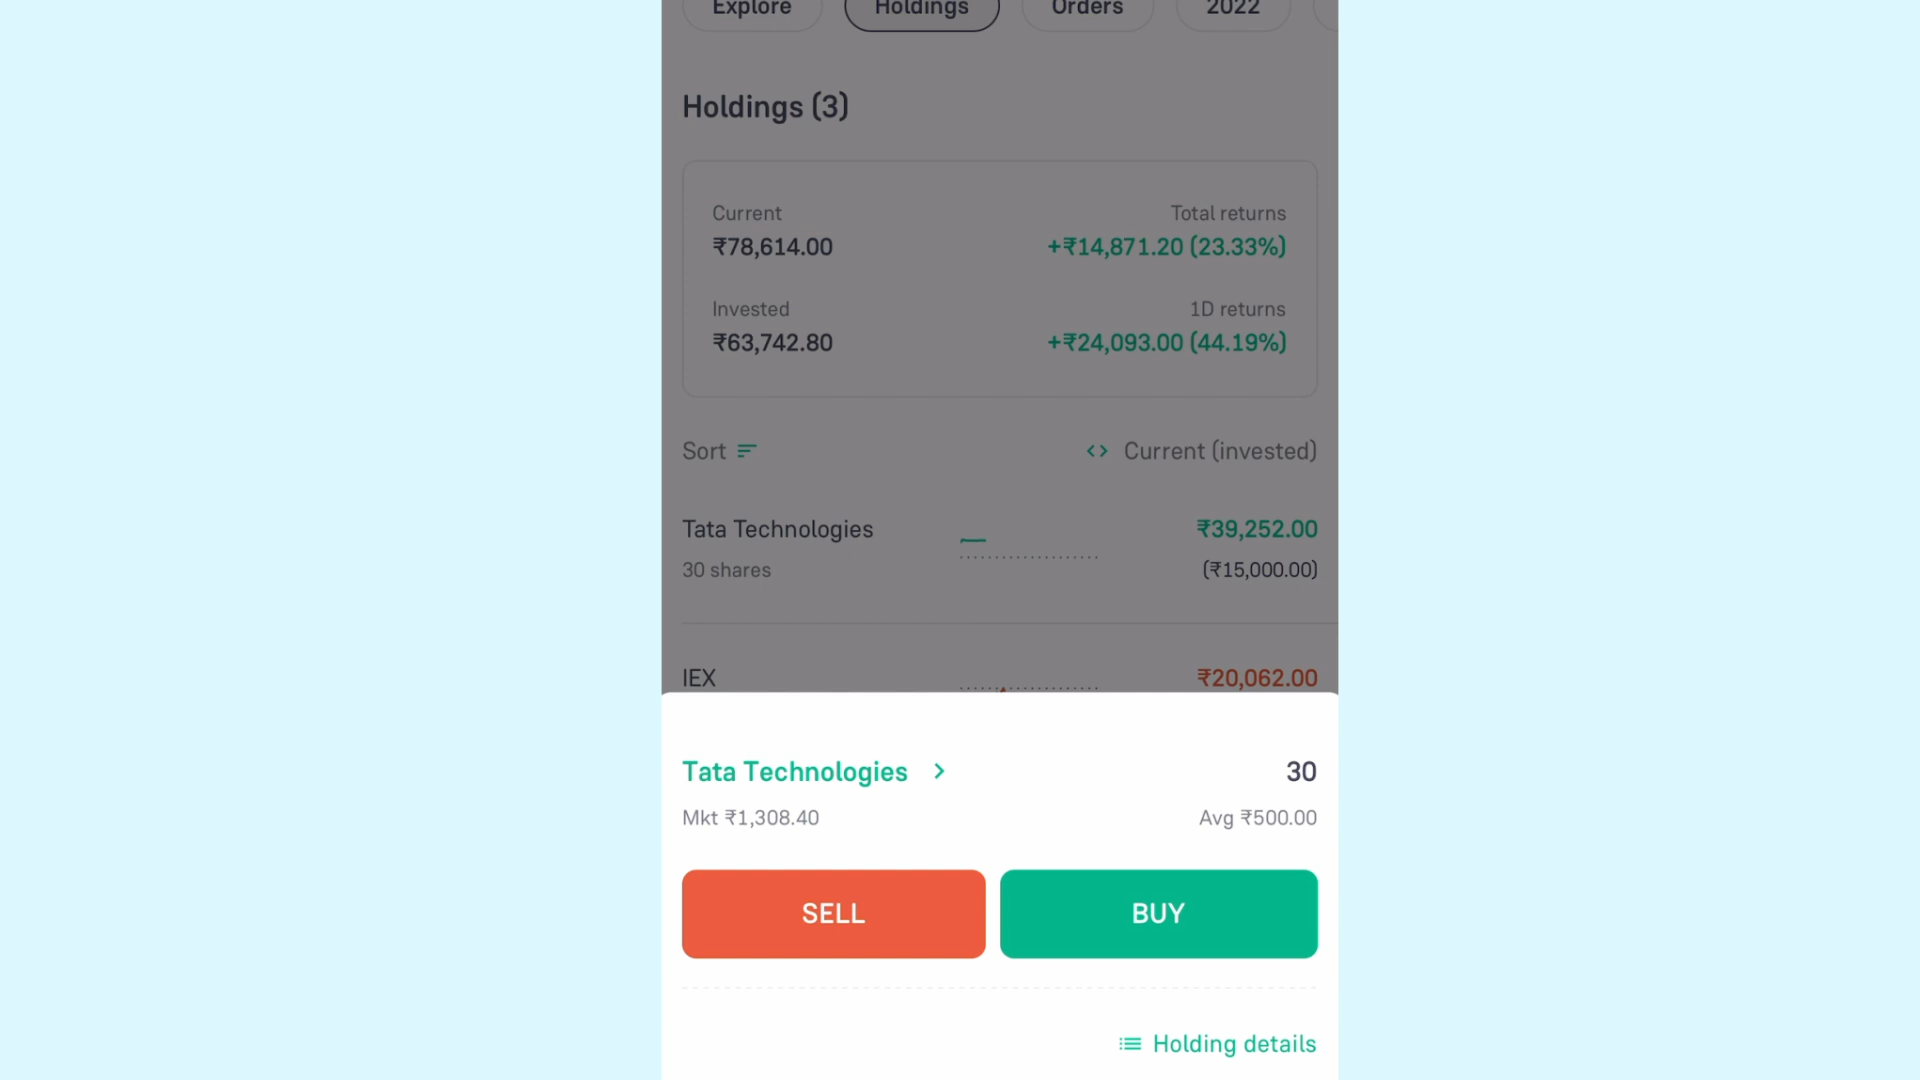 Explore Holdings Orders 2022
Holdings (3)
Current Total returns
₹78,614.00 +₹14,871.20 (23.33%)
Invested 1D returns
₹63,742.80 +₹24,093.00 (44.19%)
Sort Current (invested)
Tata Technologies ₹39,252.00
30 shares (₹15,000.00)
IEX ₹20,062.00
Tata Technologies 30
Mkt ₹1,308.40 Avg ₹500.00
SELL BUY
Holding details